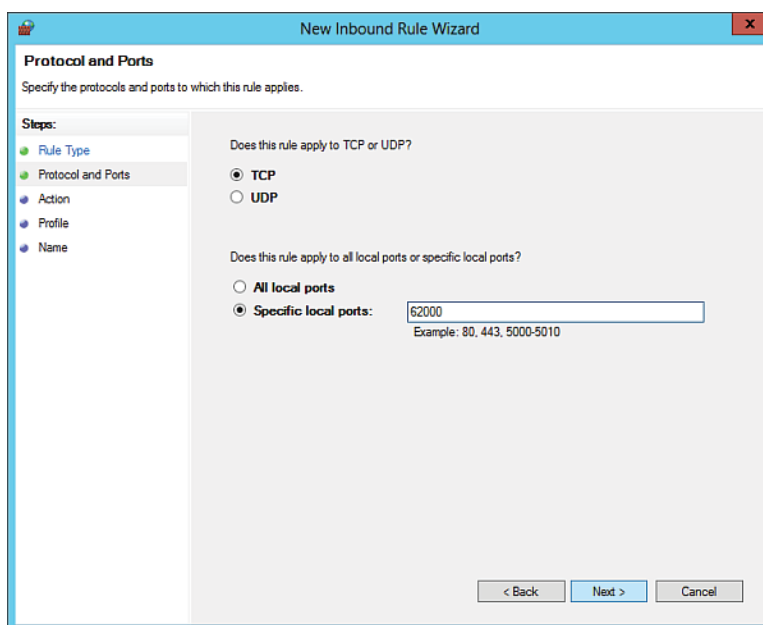 New Inbound Rule Wizard
x
Protocol and Ports
Specify the protocols and ports to which this rule applies.
Steps:
Rule Type
Protocol and Ports
Action
Profile
Name
Does this rule apply to TCP or UDP?
TCP
UDP
Does this rule apply to all local ports or specific local ports?
All local ports
Specific local ports: 62000
Example: 80, 443, 5000-5010
< Back Next > Cancel